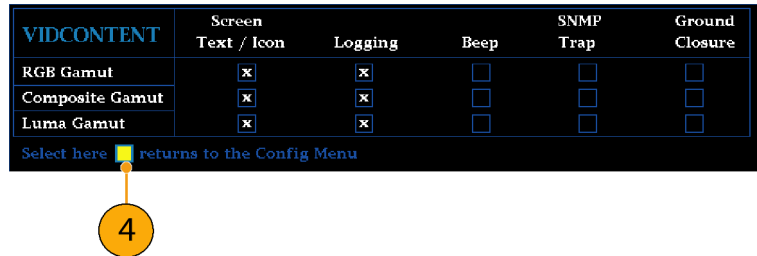 VIDCONTENT Screen Text / Icon Logging Beep SNMP Trap Ground Closure
RGB Gamut x x
Composite Gamut x x
Luma Gamut x x
Select here returns to the Config Menu
4